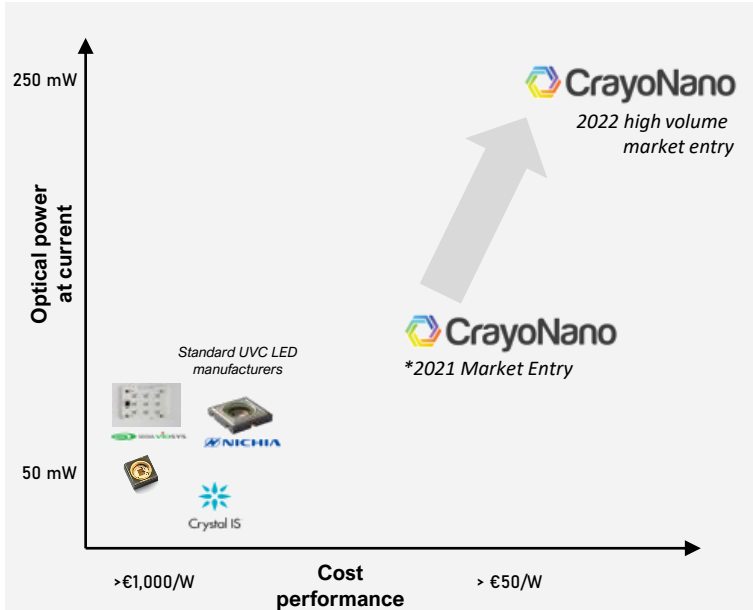 250 mW
CrayoNano
2022 high volume
market entry
Optical power
at current
CrayoNano
*2021 Market Entry
Standard UVC LED
manufacturers
VIOSYS
NICHIA
50 mW
Crystal IS
>€1,000/W
Cost
performance
> €50/W